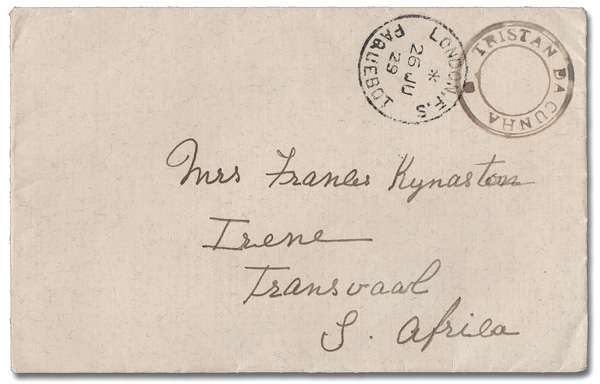 LONDON. F.S
*
26 JU
29
PAQUEBOT
TRISTAN DA CUNHA
Mrs Frances Kynaston
Irene
Transvaal
S. Africa